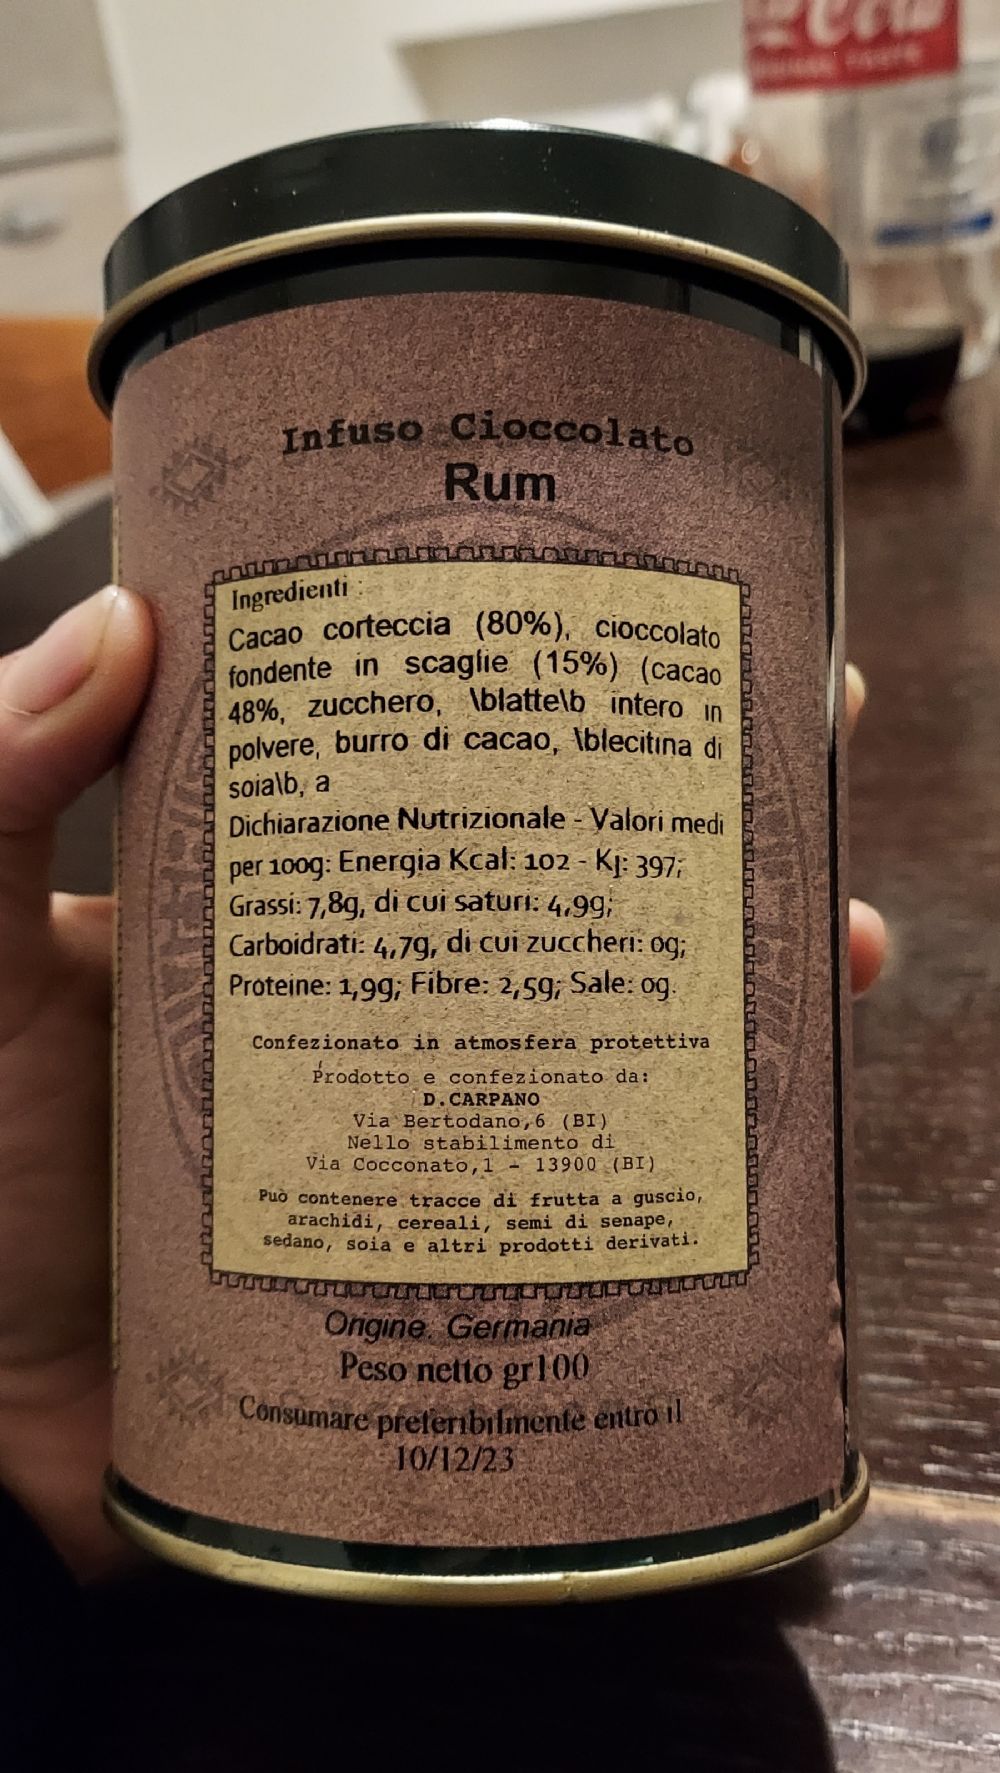 Coca-Cola
ORIGINAL TASTE
Infuso Cioccolato
Rum
Ingredienti :
Cacao corteccia (80%), cioccolato
fondente in scaglie (15%) (cacao
48%, zucchero, \blatte\b intero in
polvere, burro di cacao, \blecitina di
soia\b, a
Dichiarazione Nutrizionale - Valori medi
per 100g: Energia Kcal: 102 - Kj: 397;
Grassi: 7,8g, di cui saturi: 4,9g;
Carboidrati: 4,7g, di cui zuccheri: 0g;
Proteine: 1,9g; Fibre: 2,5g; Sale: 0g.
Confezionato in atmosfera protettiva
Prodotto e confezionato da:
D.CARPANO
Via Bertodano,6 (BI)
Nello stabilimento di
Via Cocconato,1 - 13900 (BI)
Può contenere tracce di frutta a guscio,
arachidi, cereali, semi di senape,
sedano, soia e altri prodotti derivati.
Origine. Germania
Peso netto gr100
Consumare preferibilmente entro il
10/12/23